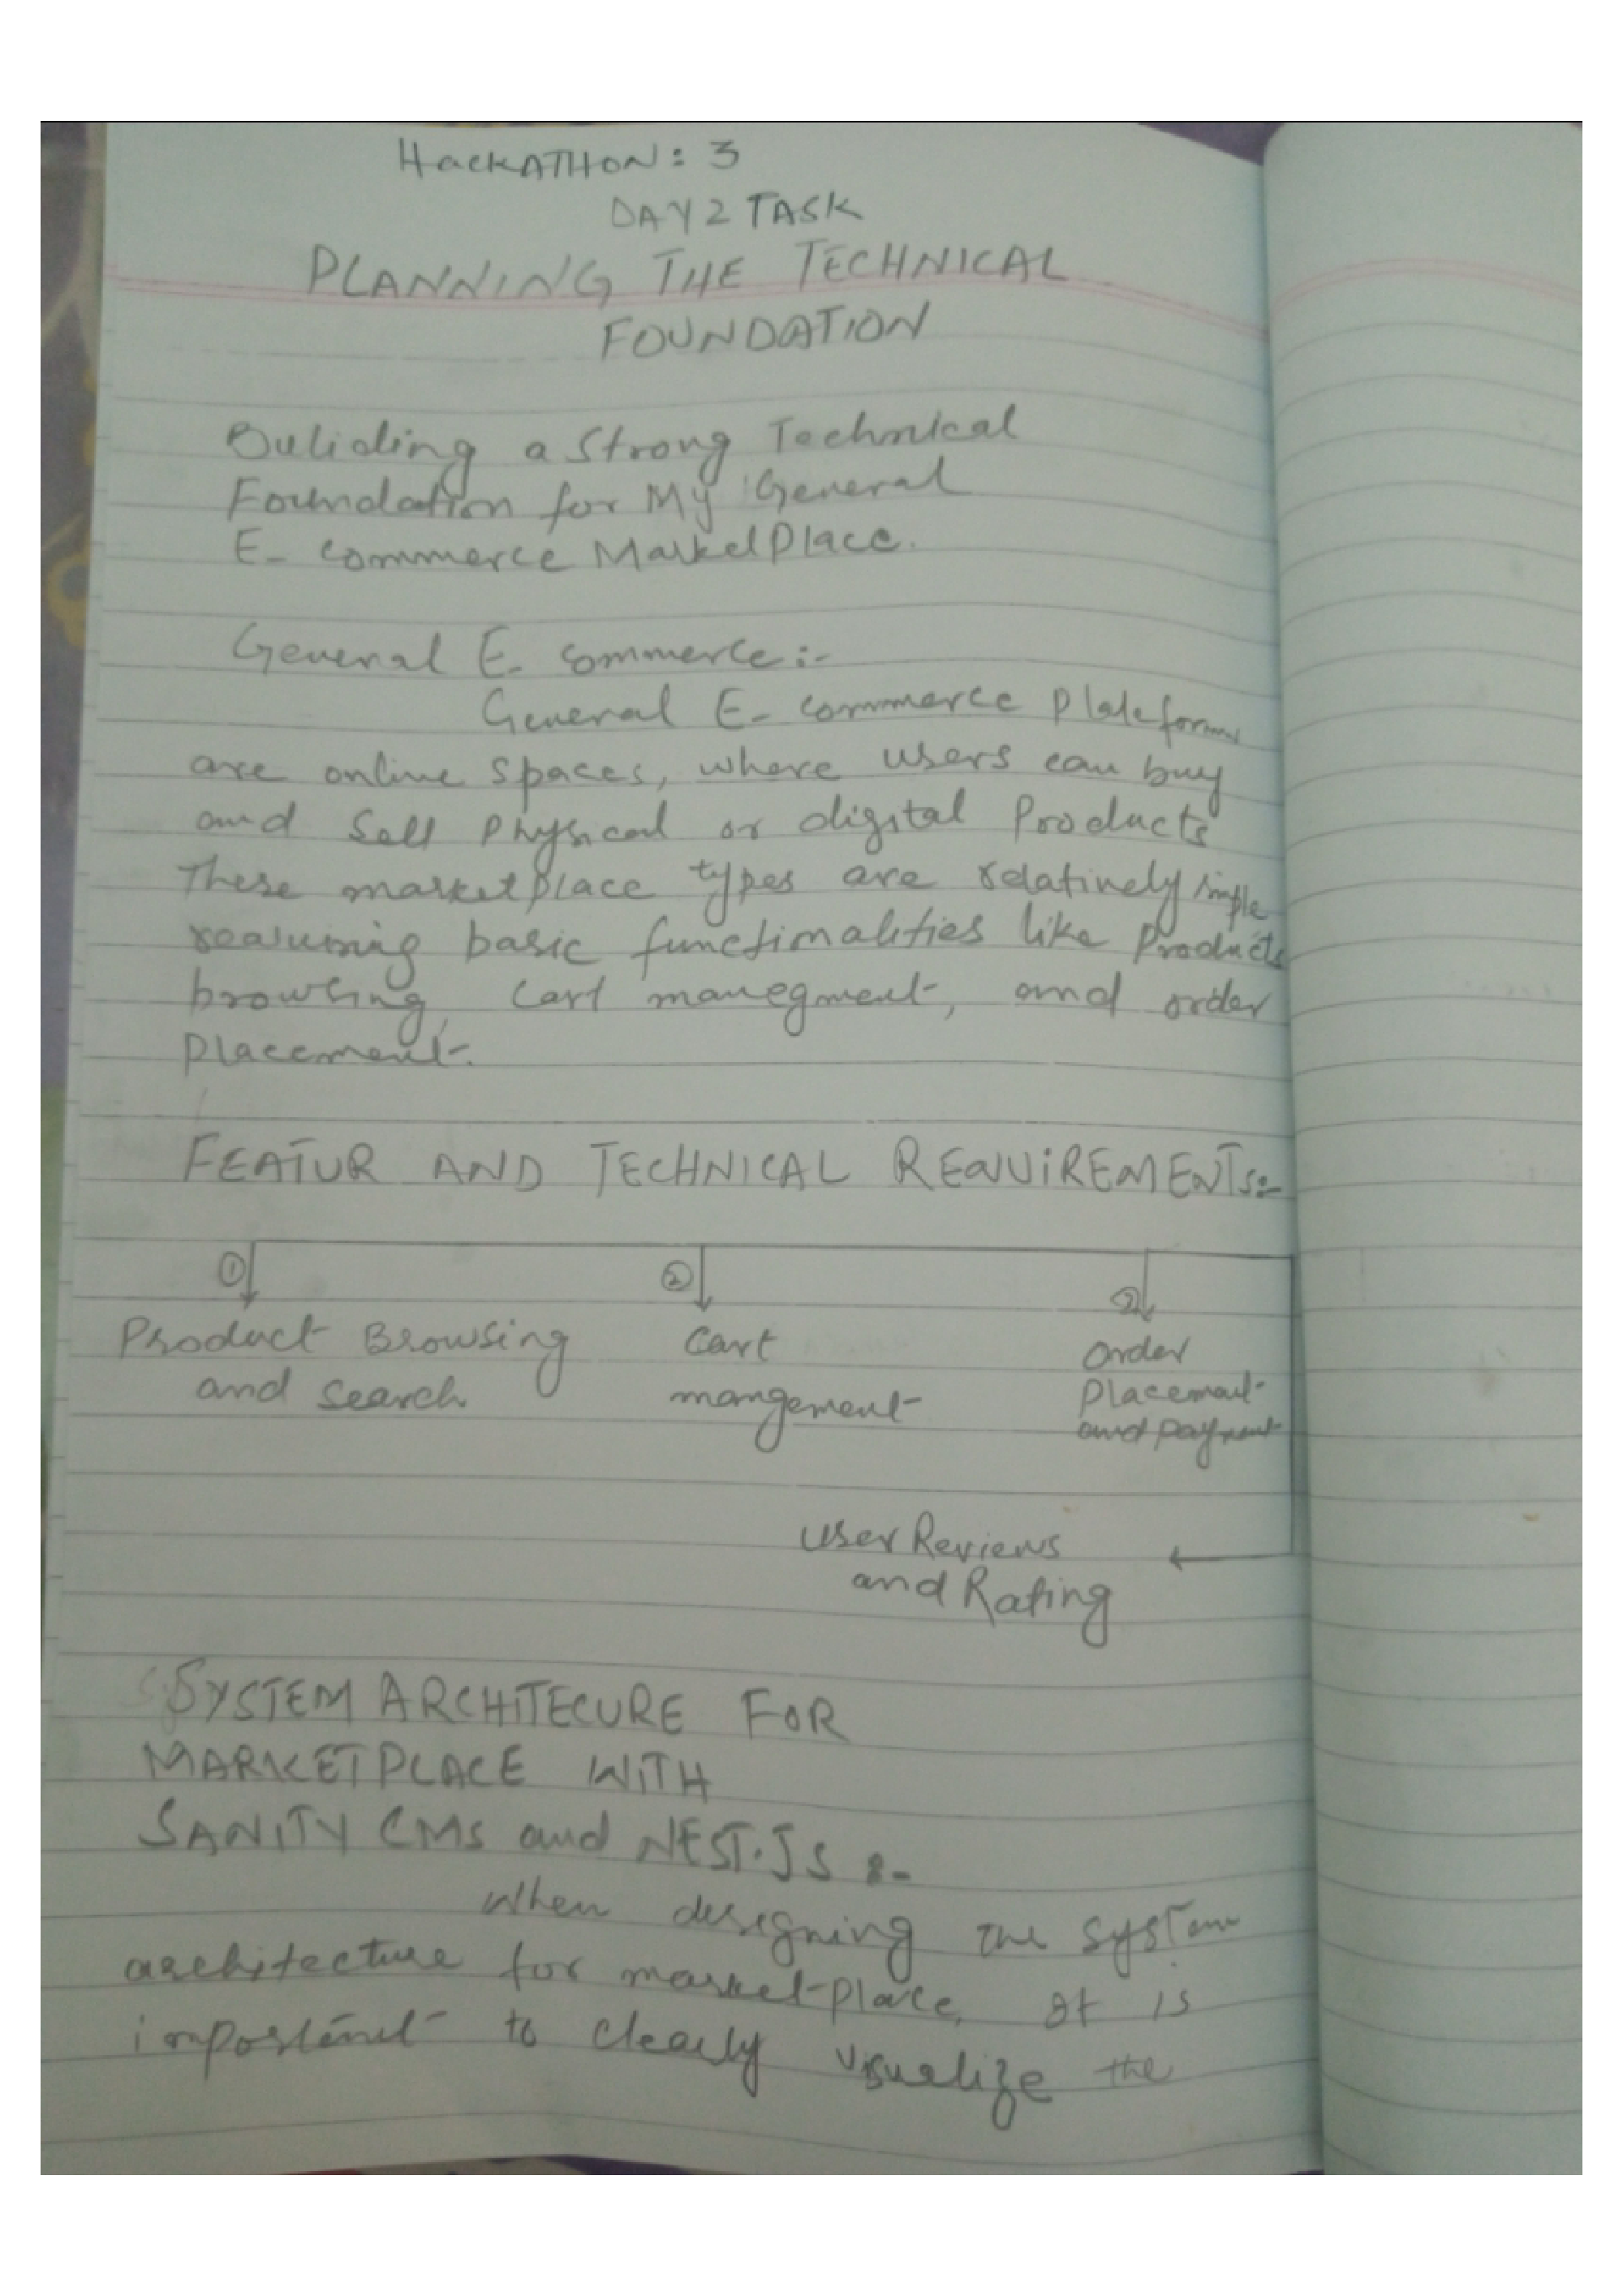 HackATHON: 3
DAY 2 TASK
PLANNING THE TECHNICAL
FOUNDATION
Buliding a Strong Technical
Foundation for My General
E- commerce MarketPlace.
General E- commerce:-
General E- commerce Plateforms
are online spaces, where users can buy
and Sell Physical or digital Products
These marketplace types are relatively simple
requiring basic functionalities like Products
browsing, Cart manegment, and order
Placement.
FEATUR AND TECHNICAL REQUIREMENTS:-
① ② ②
Product Browsing Cart Order
and search. mangement Placement
and Payment
User Reviews
and Rating
SYSTEM ARCHITECURE FOR
MARKETPLACE WITH
SANITY CMS and NEST.JS :-
When designing the system
architecture for market-place, It is
important to clearly visualize the